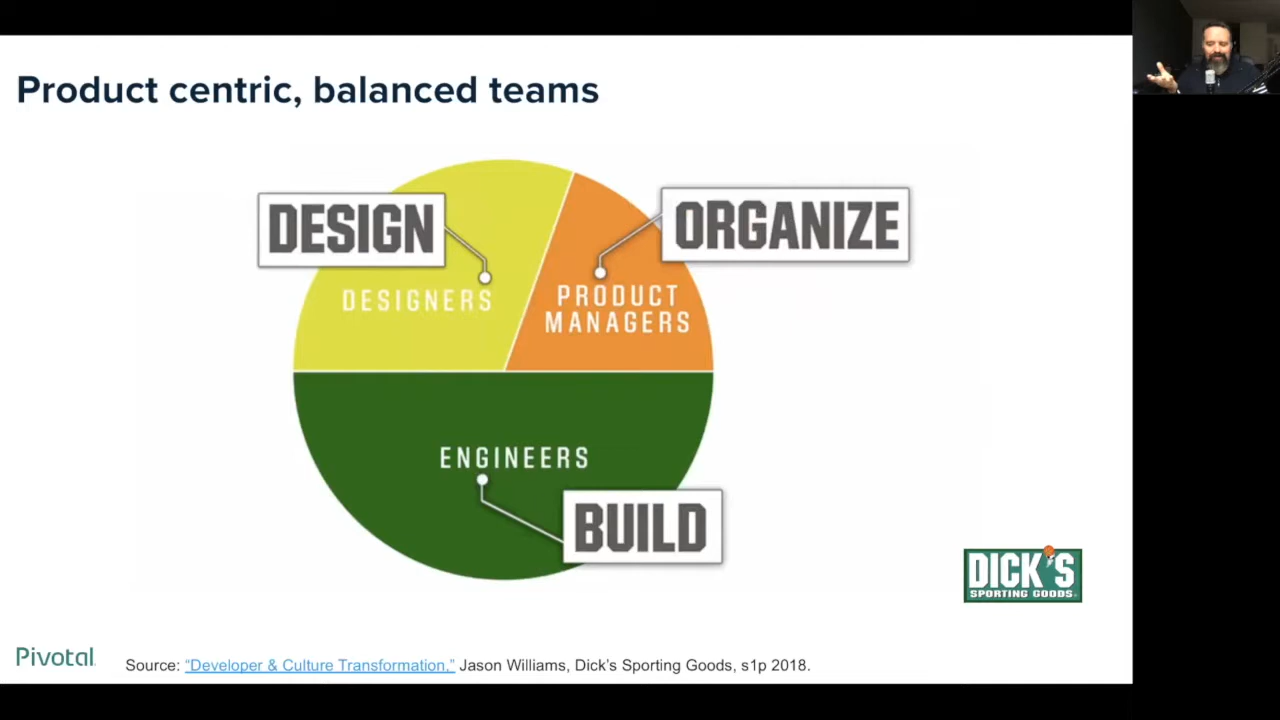 Product centric, balanced teams
DESIGN
ORGANIZE
DESIGNERS
PRODUCT
MANAGERS
ENGINEERS
BUILD
DICK'S
SPORTING GOODS
Pivotal
Source: “Developer & Culture Transformation,” Jason Williams, Dick’s Sporting Goods, s1p 2018.